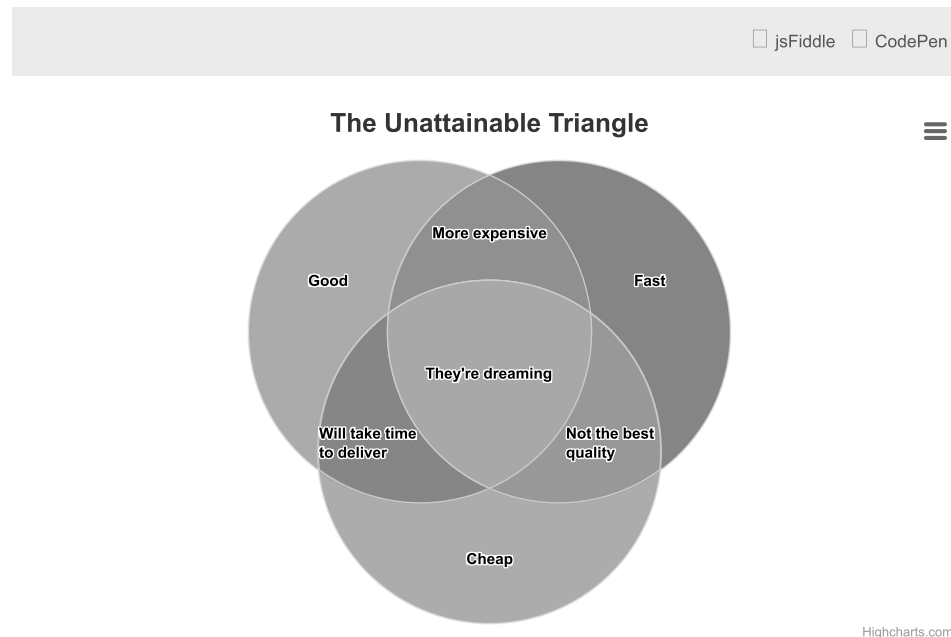 jsFiddle CodePen
The Unattainable Triangle
More expensive
Good
Fast
They're dreaming
Will take time
to deliver
Not the best
quality
Cheap
Highcharts.com